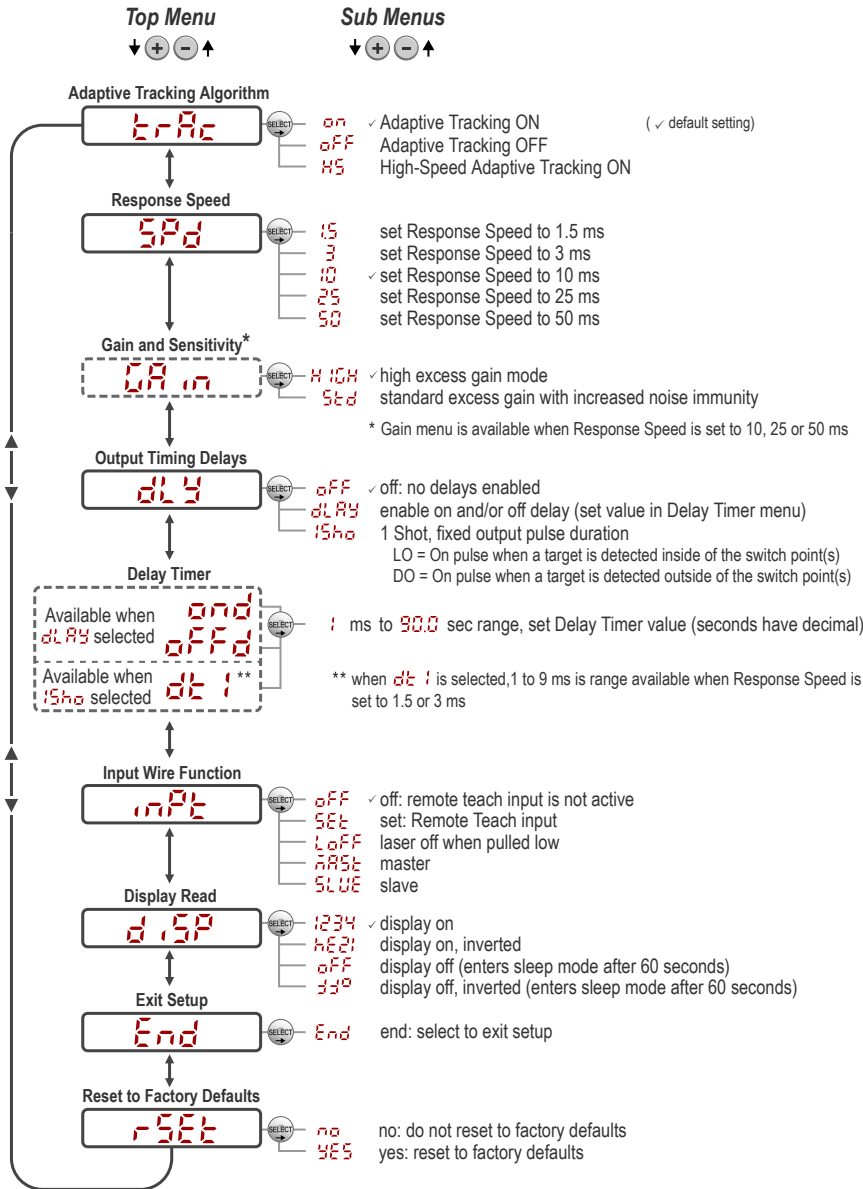 Top Menu Sub Menus
+ - + -
Adaptive Tracking Algorithm
trAc SELECT on ✓ Adaptive Tracking ON ( ✓ default setting)
oFF Adaptive Tracking OFF
HS High-Speed Adaptive Tracking ON
Response Speed
SPd SELECT 1.5 set Response Speed to 1.5 ms
3 set Response Speed to 3 ms
10 ✓ set Response Speed to 10 ms
25 set Response Speed to 25 ms
50 set Response Speed to 50 ms
Gain and Sensitivity*
GAin SELECT HIGH ✓ high excess gain mode
Std standard excess gain with increased noise immunity
* Gain menu is available when Response Speed is set to 10, 25 or 50 ms
Output Timing Delays
dLY SELECT oFF ✓ off: no delays enabled
dLAY enable on and/or off delay (set value in Delay Timer menu)
1Sho 1 Shot, fixed output pulse duration
LO = On pulse when a target is detected inside of the switch point(s)
DO = On pulse when a target is detected outside of the switch point(s)
Delay Timer
Available when dLAY selected ond oFFd SELECT 1 ms to 90.0 sec range, set Delay Timer value (seconds have decimal)
Available when 1Sho selected dt 1 **
** when dt 1 is selected,1 to 9 ms is range available when Response Speed is
set to 1.5 or 3 ms
Input Wire Function
inPt SELECT oFF ✓ off: remote teach input is not active
SEt set: Remote Teach input
LoFF laser off when pulled low
mASt master
SLUE slave
Display Read
diSP SELECT 1234 ✓ display on
hEZI display on, inverted
oFF display off (enters sleep mode after 60 seconds)
display off, inverted (enters sleep mode after 60 seconds)
Exit Setup
End SELECT End end: select to exit setup
Reset to Factory Defaults
rSEt SELECT no no: do not reset to factory defaults
YES yes: reset to factory defaults